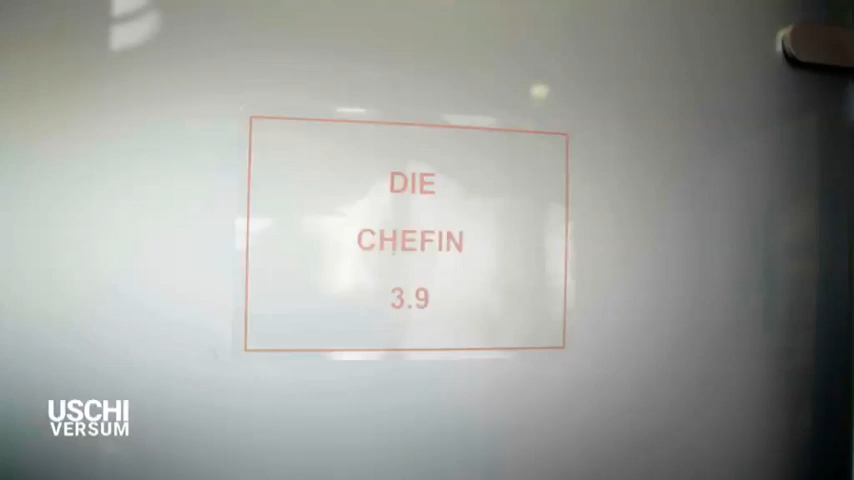 DIE
CHEFIN
3.9
USCHI
VERSUM